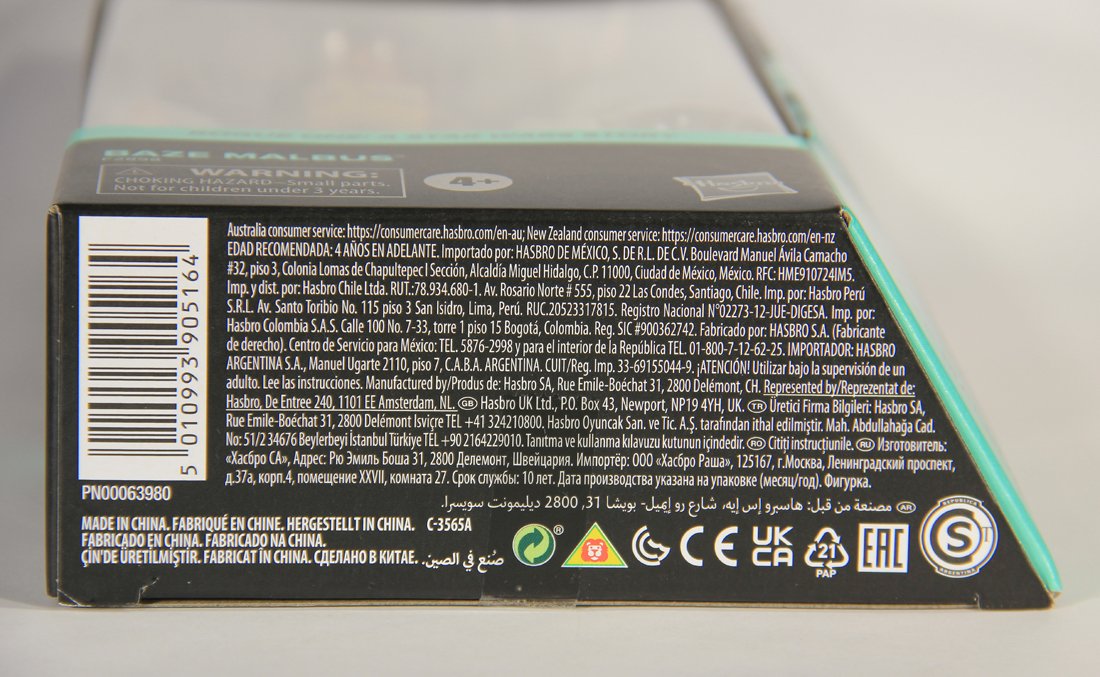 BAZE MALBUS™
WARNING:
CHOKING HAZARD—Small parts.
Not for children under 3 years.
4+
Hasbro
Australia consumer service: https://consumercare.hasbro.com/en-au; New Zealand consumer service: https://consumercare.hasbro.com/en-nz
EDAD RECOMENDADA: 4 AÑOS EN ADELANTE. Importado por: HASBRO DE MÉXICO, S. DE R.L. DE C.V. Boulevard Manuel Ávila Camacho
#32, piso 3, Colonia Lomas de Chapultepec I Sección, Alcaldía Miguel Hidalgo, C.P. 11000, Ciudad de México, México. RFC: HME910724IM5.
Imp. y dist. por: Hasbro Chile Ltda. RUT.:78.934.680-1. Av. Rosario Norte # 555, piso 22 Las Condes, Santiago, Chile. Imp. por: Hasbro Perú
S.R.L. Av. Santo Toribio No. 115 piso 3 San Isidro, Lima, Perú. RUC.20523317815. Registro Nacional N°02273-12-JUE-DIGESA. Imp. por:
Hasbro Colombia S.A.S. Calle 100 No. 7-33, torre 1 piso 15 Bogotá, Colombia. Reg. SIC #900362742. Fabricado por: HASBRO S.A. (Fabricante
de derecho). Centro de Servicio para México: TEL. 5876-2998 y para el interior de la República TEL. 01-800-7-12-62-25. IMPORTADOR: HASBRO
ARGENTINA S.A., Manuel Ugarte 2110, piso 7, C.A.B.A. ARGENTINA. CUIT/Reg. Imp. 33-69155044-9. ¡ATENCIÓN! Utilizar bajo la supervisión de un
adulto. Lee las instrucciones. Manufactured by/Produs de: Hasbro SA, Rue Emile-Boéchat 31, 2800 Delémont, CH. Represented by/Reprezentat de:
Hasbro, De Entree 240, 1101 EE Amsterdam, NL. GB Hasbro UK Ltd., P.O. Box 43, Newport, NP19 4YH, UK. TR Üretici Firma Bilgileri: Hasbro SA,
Rue Emile-Boéchat 31, 2800 Delémont İsviçre TEL +41 324210800. Hasbro Oyuncak San. ve Tic. A.Ş. tarafından ithal edilmiştir. Mah. Abdullahağa Cad.
No: 51/2 34676 Beylerbeyi İstanbul Türkiye TEL +90 2164229010. Tanıtma ve kullanma kılavuzu kutunun içindedir. RO Citiți instrucțiunile. RU Изготовитель:
«Хасбро СА», Адрес: Рю Эмиль Боша 31, 2800 Делемонт, Швейцария. Импортёр: ООО «Хасбро Раша», 125167, г.Москва, Ленинградский проспект,
д.37а, корп.4, помещение XXVII, комната 27. Срок службы: 10 лет. Дата производства указана на упаковке (месяц/год). Фигурка.
AR مصنعة من قبل: هاسبرو إس إيه، شارع رو إيميل- بويشا 31, 2800 ديليمونت سويسرا.
5 010993 905164
PN00063980
MADE IN CHINA. FABRIQUÉ EN CHINE. HERGESTELLT IN CHINA. C-3565A
FABRICADO EN CHINA. FABRICADO NA CHINA.
ÇİN'DE ÜRETİLMİŞTİR. FABRICAT ÎN CHINA. СДЕЛАНО В КИТАЕ. صُنع في الصين.
®
CE
UK
CA
21
PAP
EAC
REPUBLICA
S
ARGENTINA